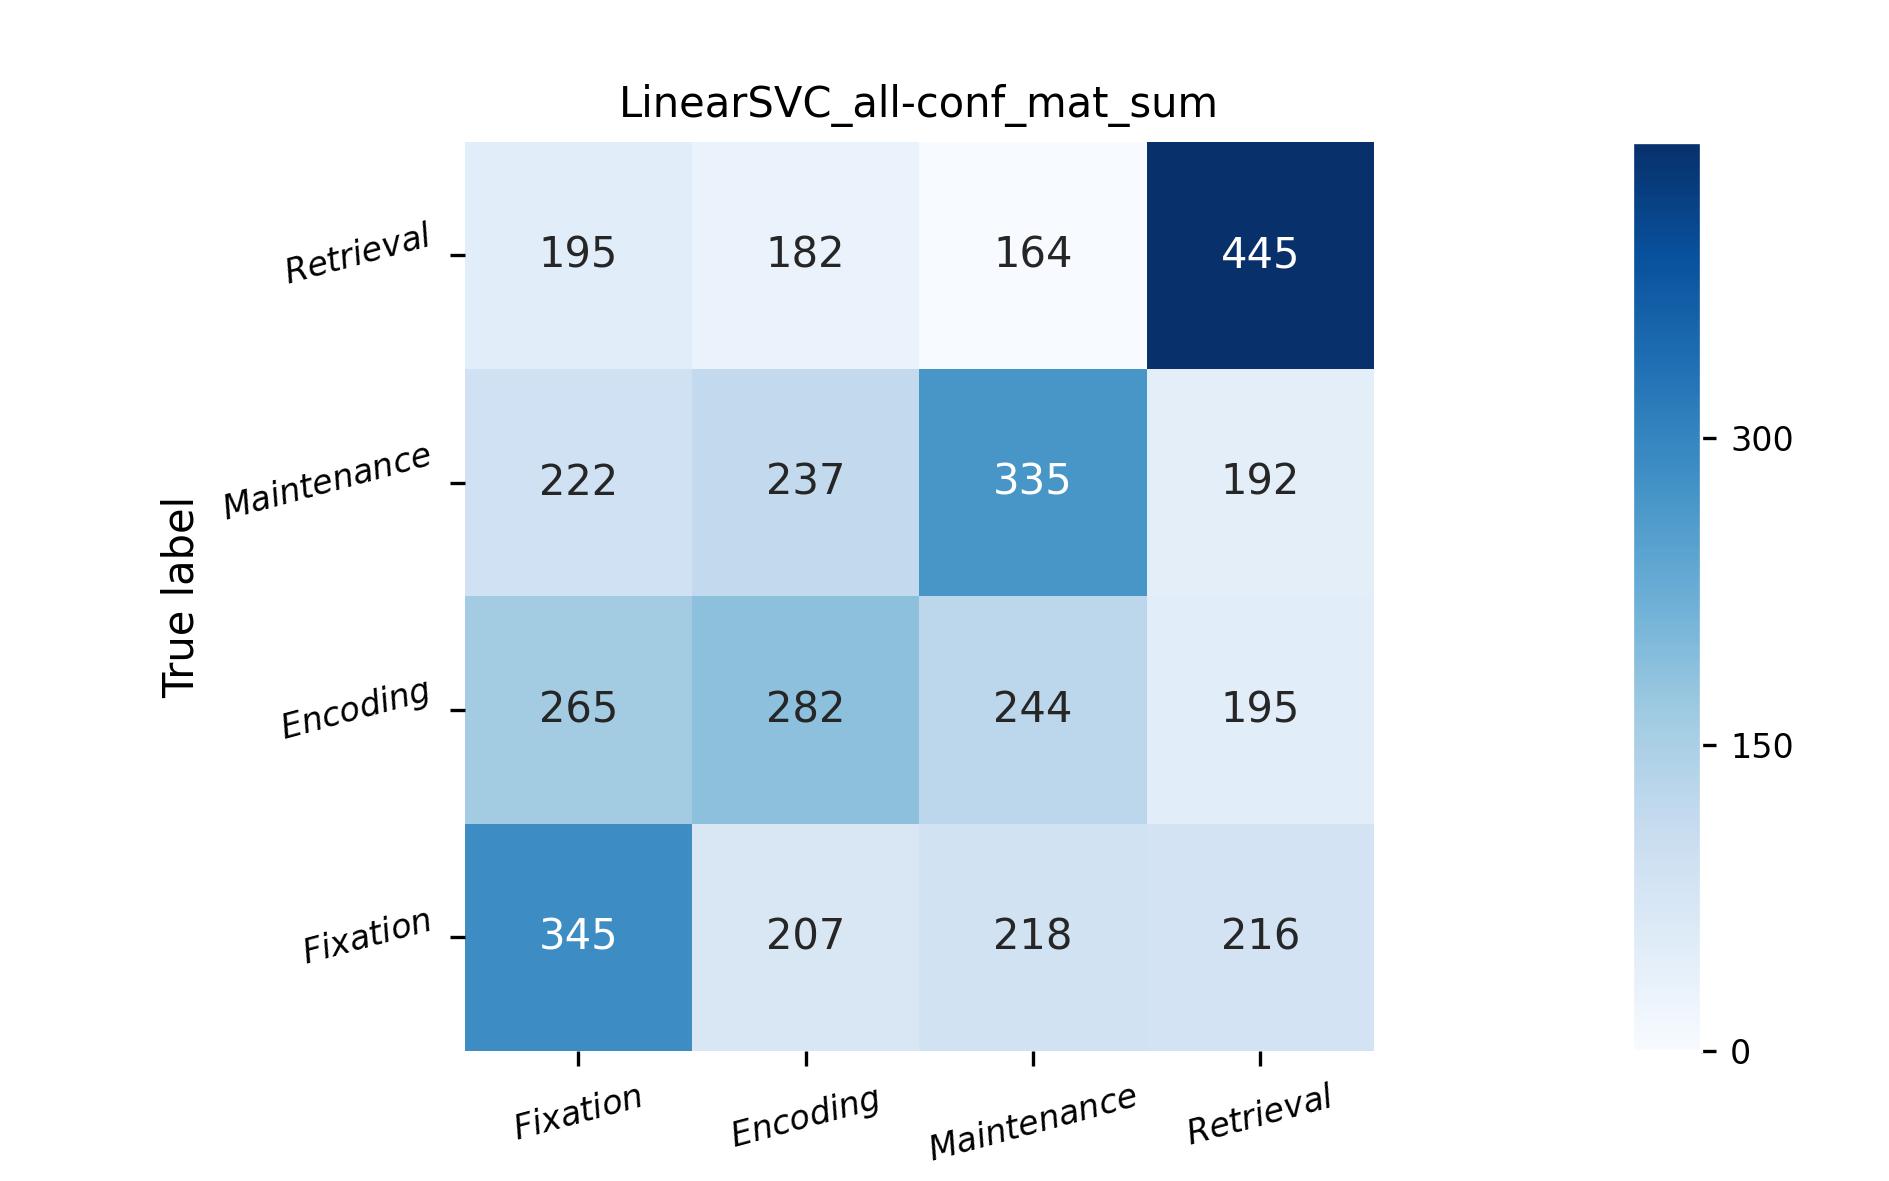 LinearSVC_all-conf_mat_sum
Retrieval 195 182 164 445
Maintenance 222 237 335 192
Encoding 265 282 244 195
Fixation 345 207 218 216
Fixation Encoding Maintenance Retrieval
True label
300
150
0